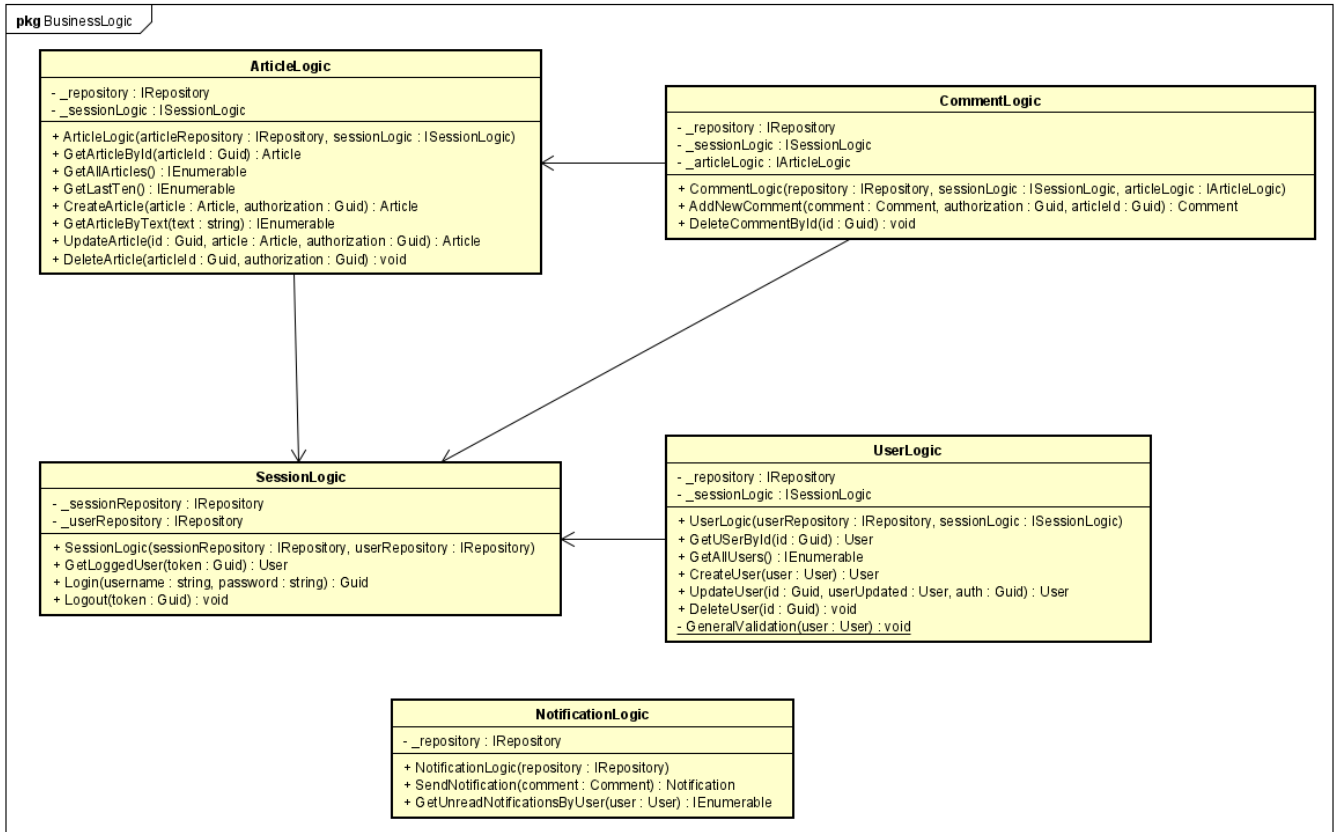 pkg BusinessLogic
ArticleLogic
- _repository : IRepository
- _sessionLogic : ISessionLogic
+ ArticleLogic(articleRepository : IRepository, sessionLogic : ISessionLogic)
+ GetArticleById(articleId : Guid) : Article
+ GetAllArticles() : IEnumerable
+ GetLastTen() : IEnumerable
+ CreateArticle(article : Article, authorization : Guid) : Article
+ GetArticleByText(text : string) : IEnumerable
+ UpdateArticle(id : Guid, article : Article, authorization : Guid) : Article
+ DeleteArticle(articleId : Guid, authorization : Guid) : void
CommentLogic
- _repository : IRepository
- _sessionLogic : ISessionLogic
- _articleLogic : IArticleLogic
+ CommentLogic(repository : IRepository, sessionLogic : ISessionLogic, articleLogic : IArticleLogic)
+ AddNewComment(comment : Comment, authorization : Guid, articleId : Guid) : Comment
+ DeleteCommentById(id : Guid) : void
SessionLogic
- _sessionRepository : IRepository
- _userRepository : IRepository
+ SessionLogic(sessionRepository : IRepository, userRepository : IRepository)
+ GetLoggedUser(token : Guid) : User
+ Login(username : string, password : string) : Guid
+ Logout(token : Guid) : void
UserLogic
- _repository : IRepository
- _sessionLogic : ISessionLogic
+ UserLogic(userRepository : IRepository, sessionLogic : ISessionLogic)
+ GetUSerById(id : Guid) : User
+ GetAllUsers() : IEnumerable
+ CreateUser(user : User) : User
+ UpdateUser(id : Guid, userUpdated : User, auth : Guid) : User
+ DeleteUser(id : Guid) : void
- GeneralValidation(user : User) : void
NotificationLogic
- _repository : IRepository
+ NotificationLogic(repository : IRepository)
+ SendNotification(comment : Comment) : Notification
+ GetUnreadNotificationsByUser(user : User) : IEnumerable